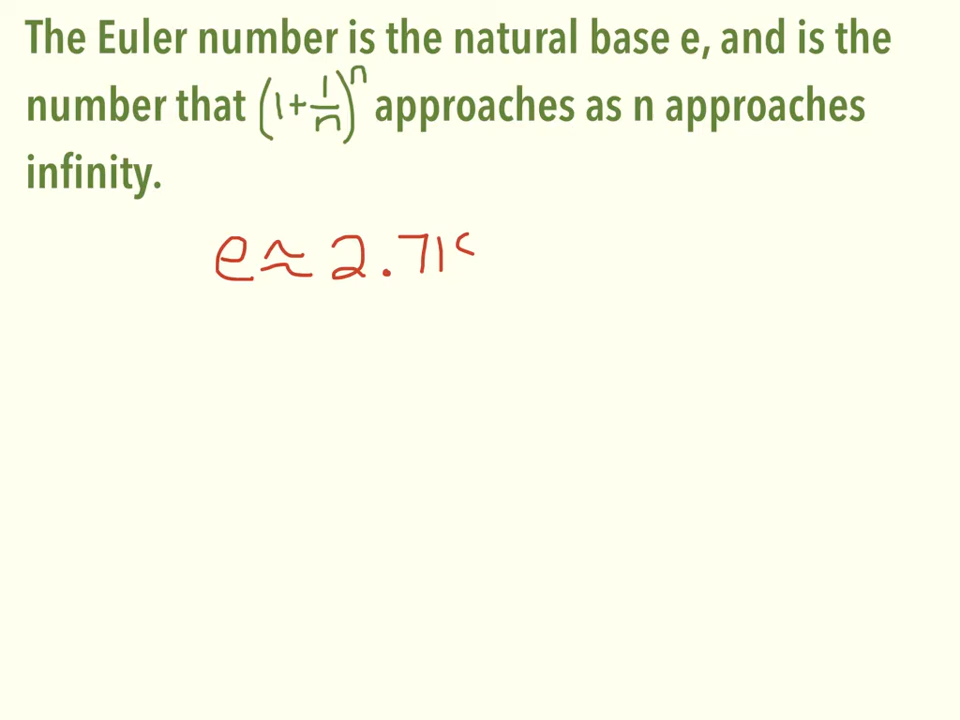 The Euler number is the natural base e, and is the
number that (1+1/n)^n approaches as n approaches
infinity.
e≈2.71